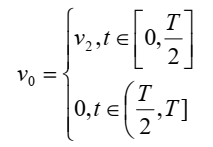 v₀ = { v₂, t ∈ [0, T/2]
0, t ∈ (T/2, T]